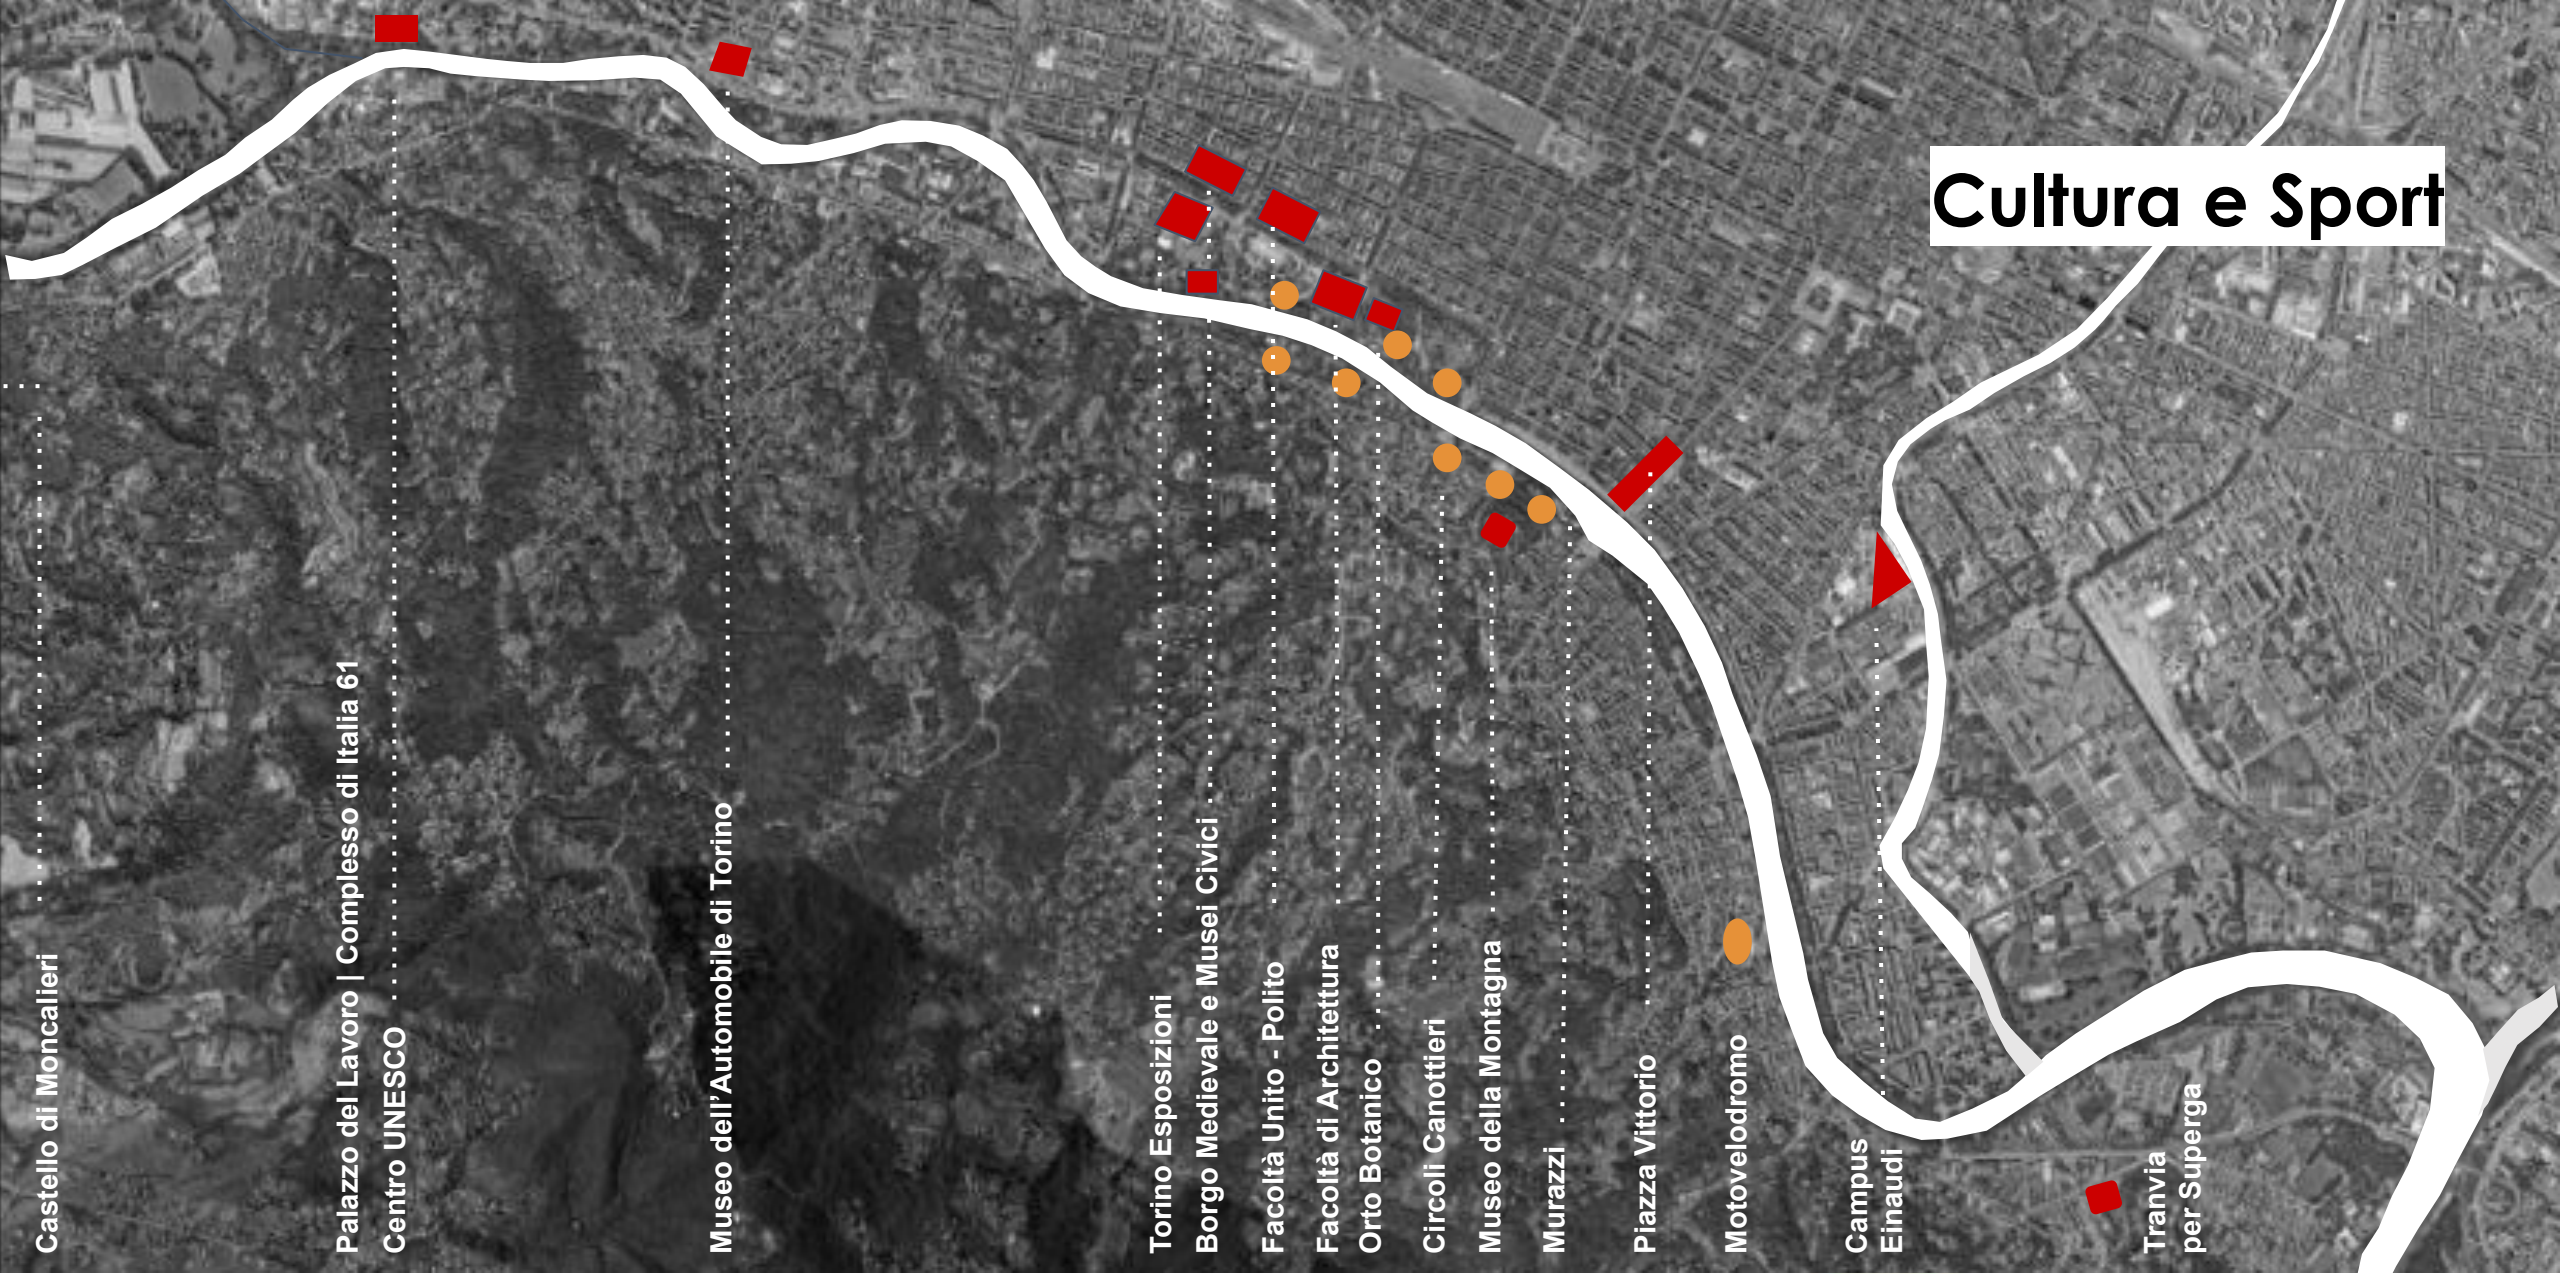 Cultura e Sport
Castello di Moncalieri
Palazzo del Lavoro | Complesso di Italia 61
Centro UNESCO
Museo dell’Automobile di Torino
Torino Esposizioni
Borgo Medievale e Musei Civici
Facoltà Unito - Polito
Facoltà di Architettura
Orto Botanico
Circoli Canottieri
Museo della Montagna
Murazzi
Piazza Vittorio
Motovelodromo
Campus
Einaudi
Tranvia
per Superga